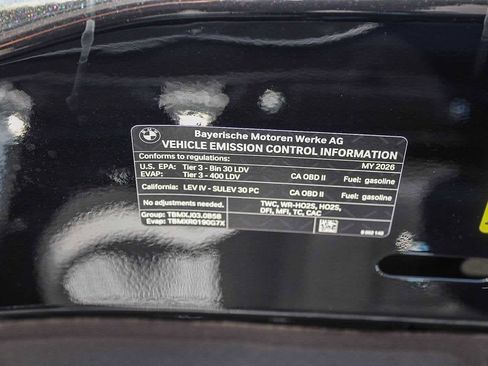 BMW
Bayerische Motoren Werke AG
VEHICLE EMISSION CONTROL INFORMATION
Conforms to regulations: MY 2026
U.S. EPA: Tier 3 - Bin 30 LDV CA OBD II Fuel: gasoline
EVAP: Tier 3 - 400 LDV
California: LEV IV - SULEV 30 PC CA OBD II Fuel: gasoline
No adjustments needed. TWC, WR-HO2S, HO2S,
DFI, MFI, TC, CAC
Group: TBMXJ03.0B58
Evap: TBMXR0190G7X